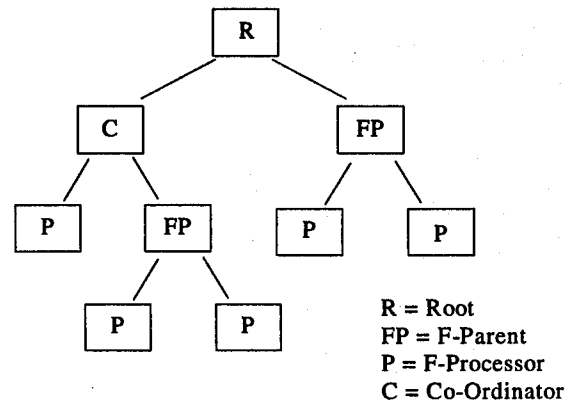 R
C
FP
P
FP
P
P
P
P
R = Root
FP = F-Parent
P = F-Processor
C = Co-Ordinator